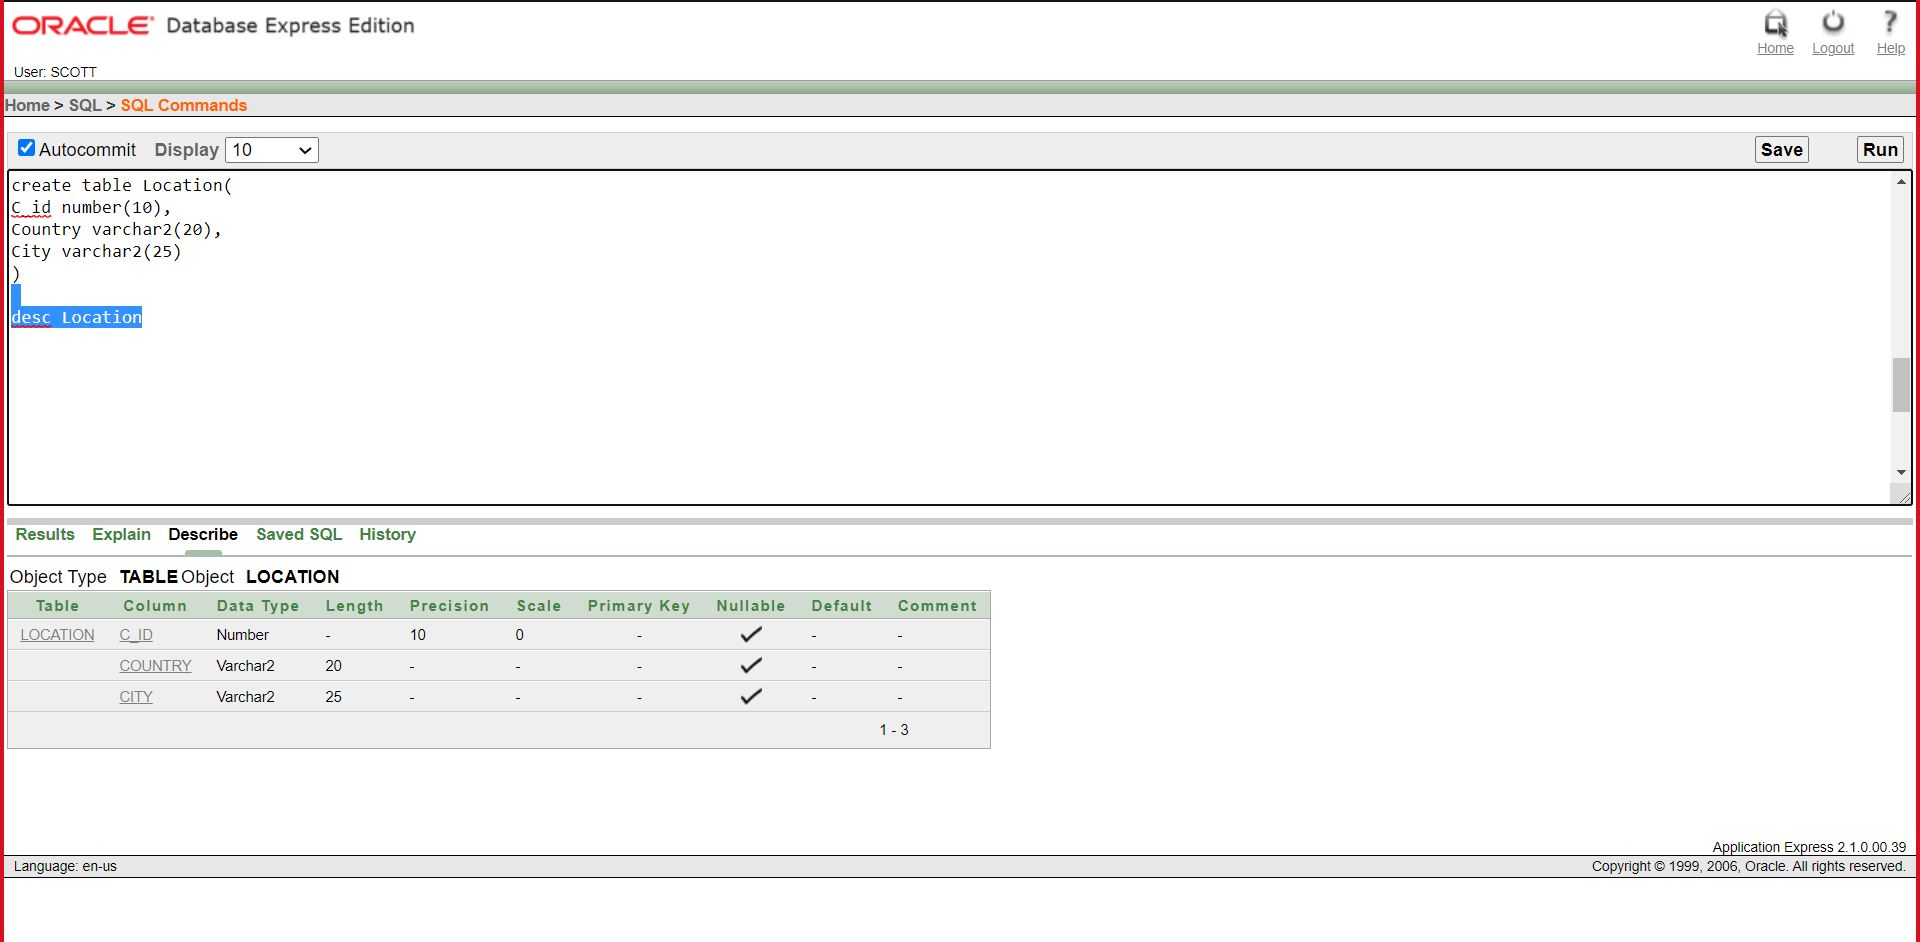 ORACLE Database Express Edition
Home Logout Help
User: SCOTT
Home > SQL > SQL Commands
Autocommit Display 10 Save Run
create table Location(
C_id number(10),
Country varchar2(20),
City varchar2(25)
)
desc Location
Results Explain Describe Saved SQL History
Object Type TABLE Object LOCATION
Table Column Data Type Length Precision Scale Primary Key Nullable Default Comment
LOCATION C_ID Number - 10 0 - - -
COUNTRY Varchar2 20 - - - - -
CITY Varchar2 25 - - - - -
1 - 3
Application Express 2.1.0.00.39
Language: en-us Copyright © 1999, 2006, Oracle. All rights reserved.